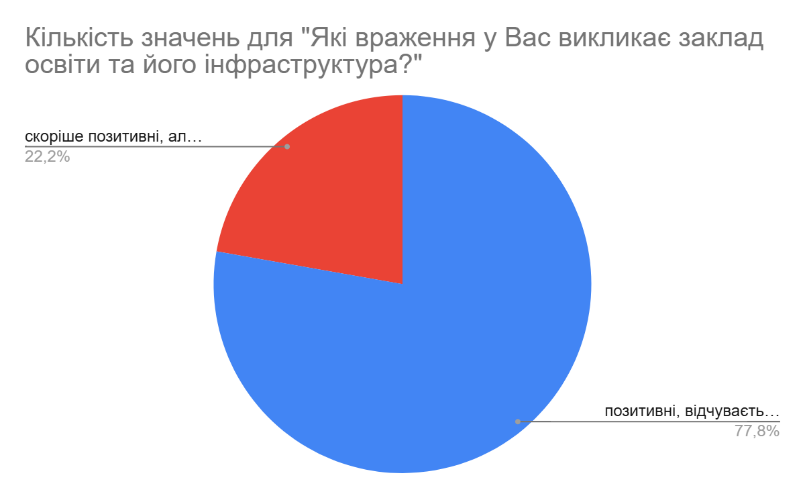 Кількість значень для "Які враження у Вас викликає заклад
освіти та його інфраструктура?"
скоріше позитивні, ал…
22,2%
позитивні, відчуваєть…
77,8%